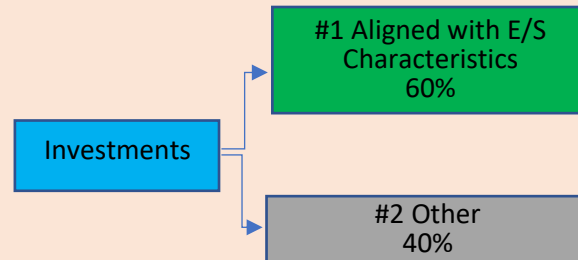 #1 Aligned with E/S
Characteristics
60%
Investments
#2 Other
40%